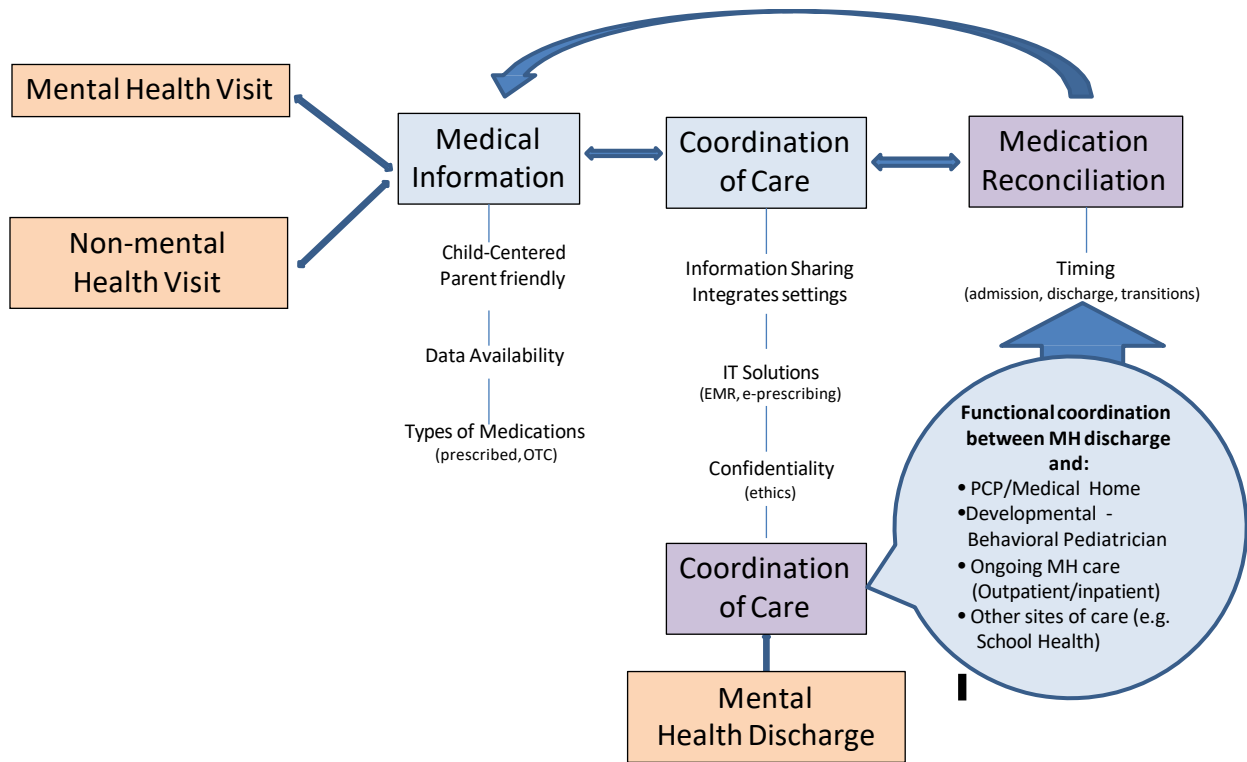 Mental Health Visit
Non-mental
Health Visit
Medical
Information
Child-Centered
Parent friendly
Data Availability
Types of Medications
(prescribed, OTC)
Coordination
of Care
Information Sharing
Integrates settings
IT Solutions
(EMR, e-prescribing)
Confidentiality
(ethics)
Coordination
of Care
Mental
Health Discharge
Medication
Reconciliation
Timing
(admission, discharge, transitions)
Functional coordination
between MH discharge
and:
• PCP/Medical Home
•Developmental -
Behavioral Pediatrician
• Ongoing MH care
(Outpatient/inpatient)
• Other sites of care (e.g.
School Health)